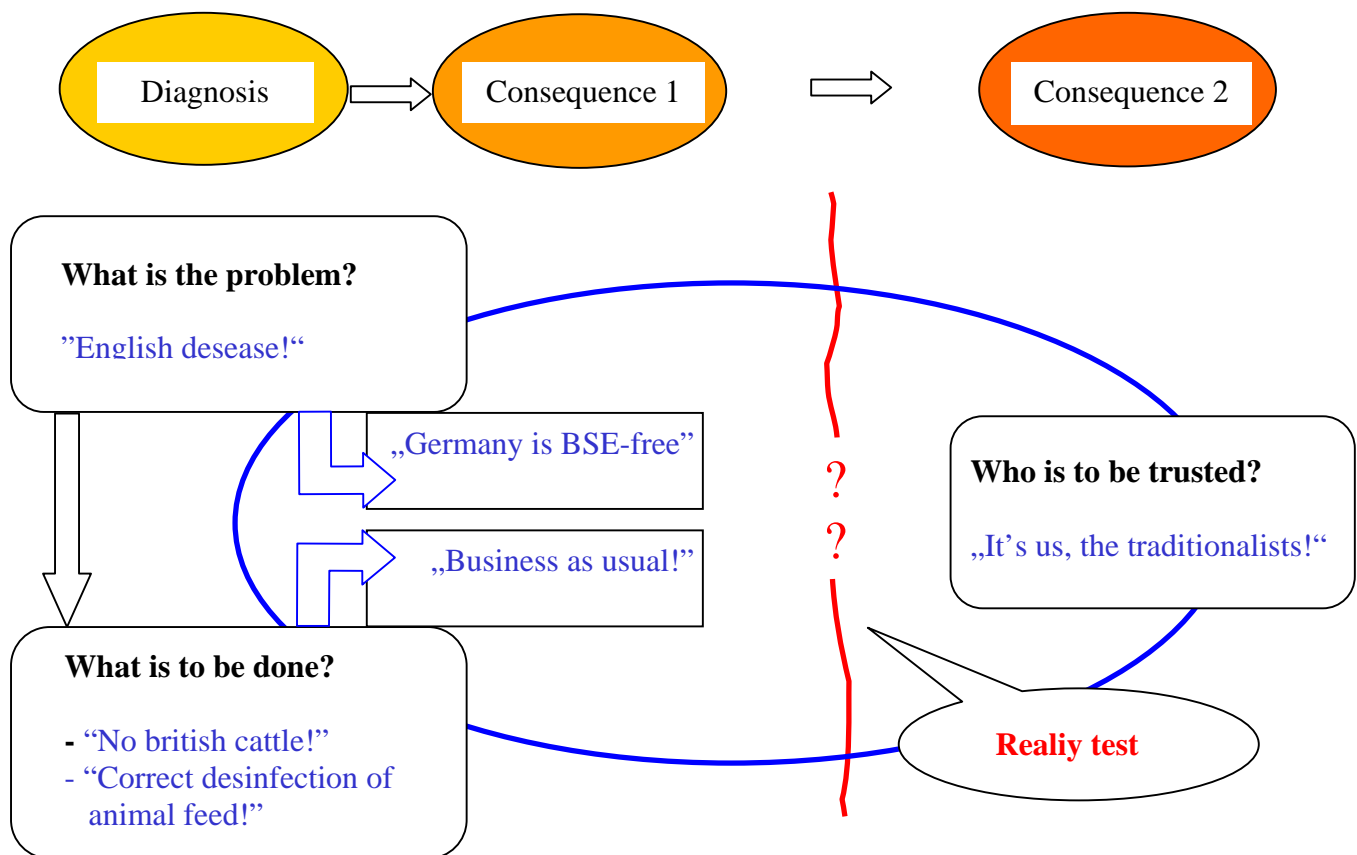 Diagnosis
Consequence 1
Consequence 2
What is the problem?
”English desease!“
„Germany is BSE-free”
?
?
Who is to be trusted?
„It’s us, the traditionalists!“
„Business as usual!”
What is to be done?
- “No british cattle!”
- “Correct desinfection of
animal feed!”
Realiy test